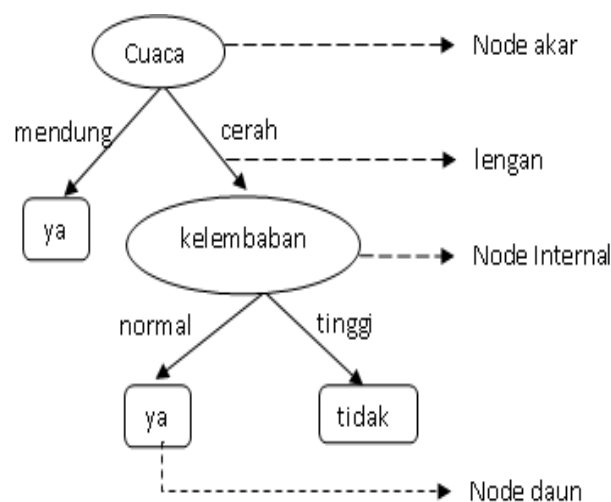 Cuaca
Node akar
mendung
cerah
lengan
ya
kelembaban
Node Internal
normal
tinggi
ya
tidak
Node daun